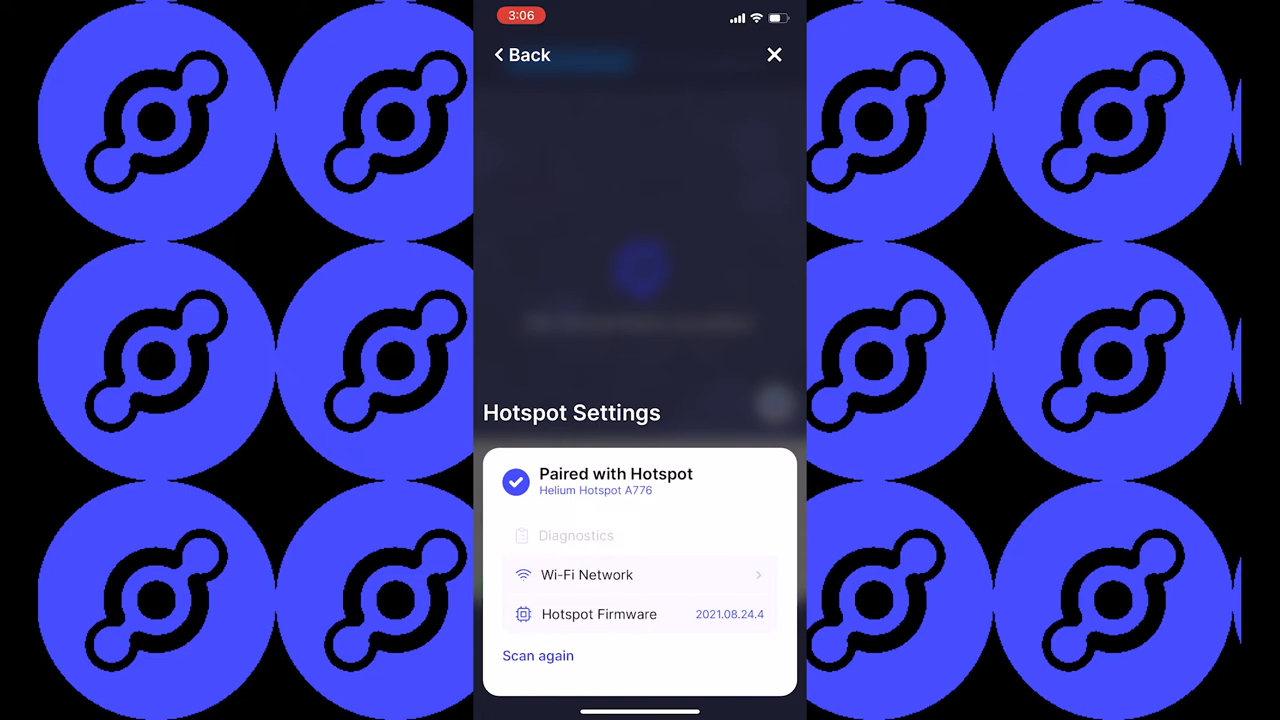 3:06
Back
Hotspot Settings
Paired with Hotspot
Helium Hotspot A776
Diagnostics
Wi-Fi Network
Hotspot Firmware 2021.08.24.4
Scan again